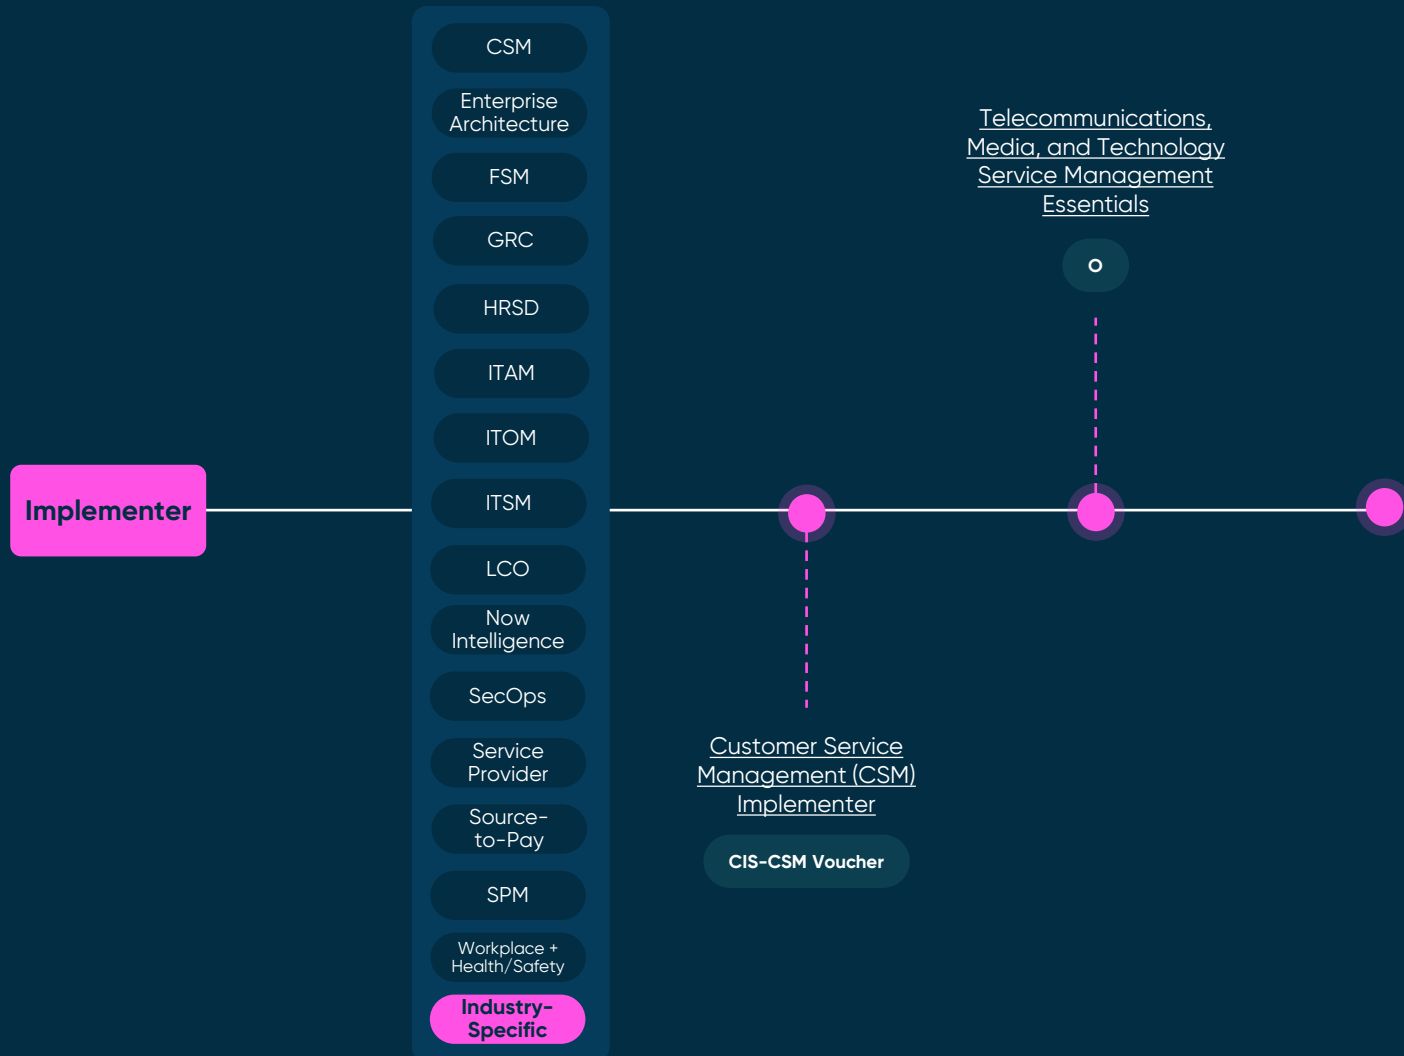 Implementer
CSM
Enterprise
Architecture
FSM
GRC
HRSD
ITAM
ITOM
ITSM
LCO
Now
Intelligence
SecOps
Service
Provider
Source-
to-Pay
SPM
Workplace +
Health/Safety
Industry-
Specific
Customer Service
Management (CSM)
Implementer
CIS-CSM Voucher
Telecommunications,
Media, and Technology
Service Management
Essentials
O